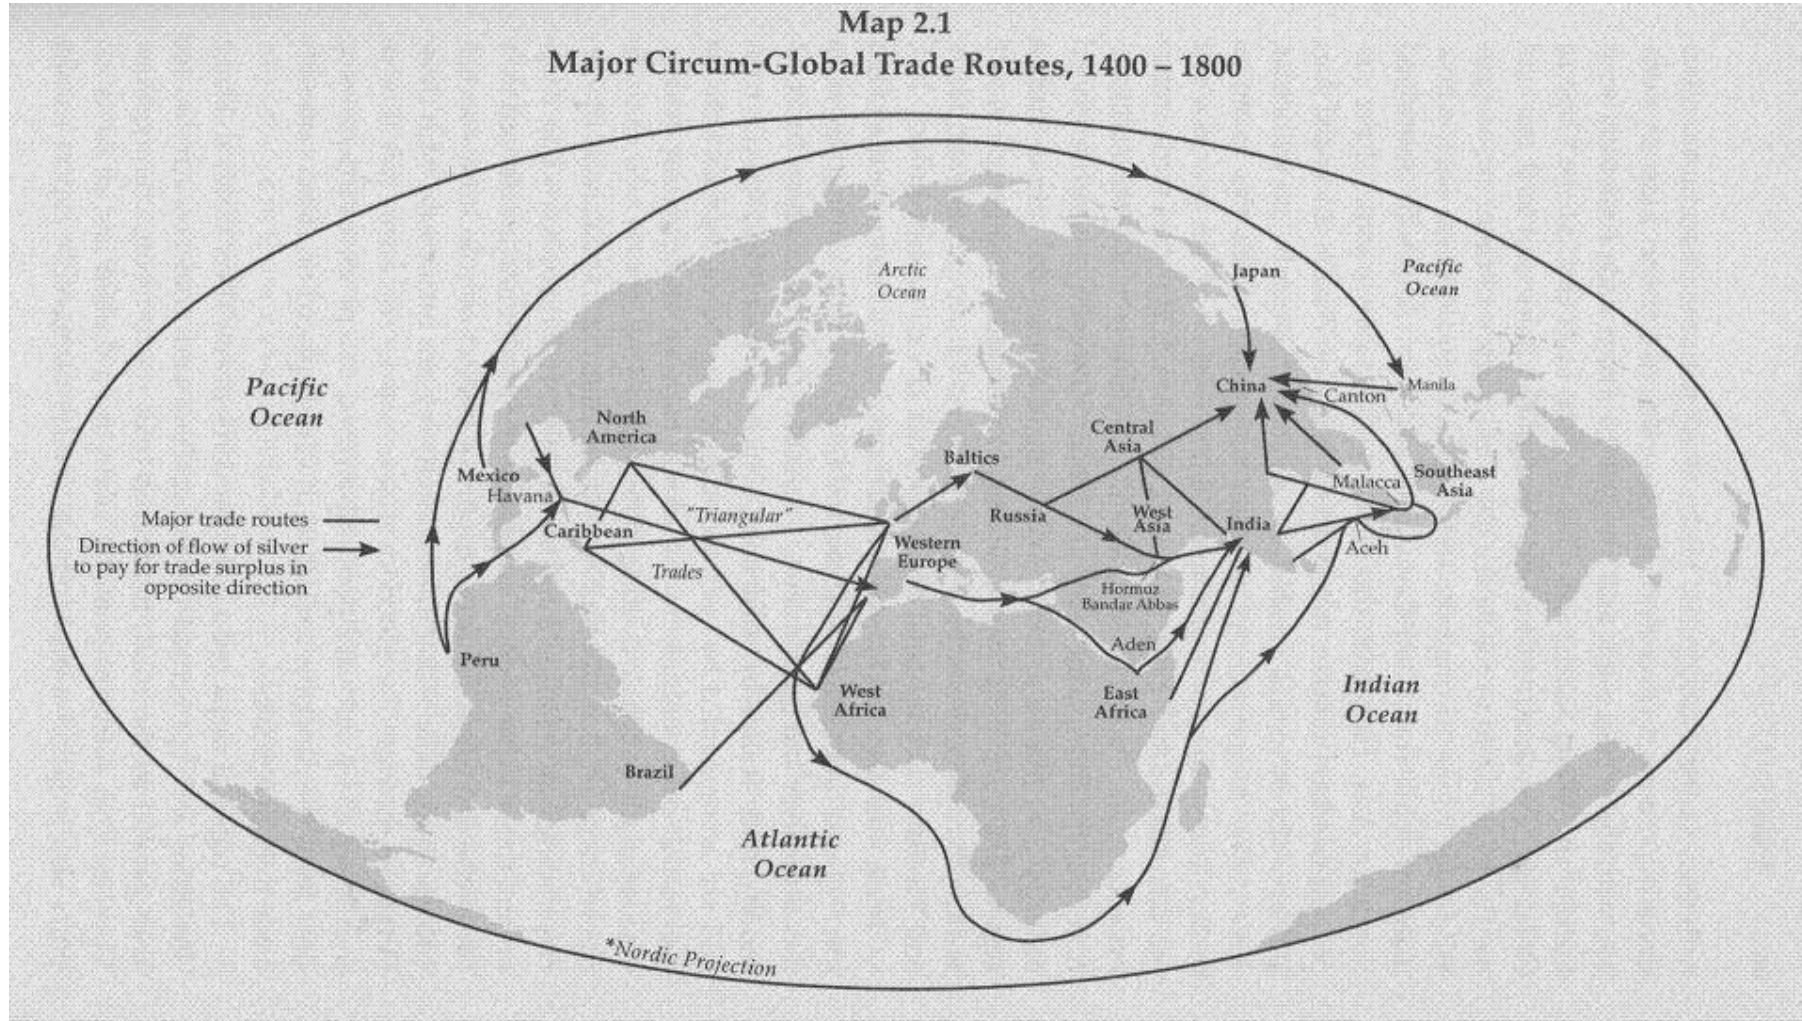 Map 2.1
Major Circum-Global Trade Routes, 1400 – 1800
Arctic
Ocean
Japan
Pacific
Ocean
Pacific
Ocean
China
Manila
Canton
North
America
Central
Asia
Baltics
Mexico
Havana
Malacca
Southeast
Asia
Major trade routes
Direction of flow of silver
to pay for trade surplus in
opposite direction
Caribbean
"Triangular"
Trades
Russia
West
Asia
India
Western
Europe
Aceh
Hormuz
Bandar Abbas
Aden
Peru
West
Africa
East
Africa
Indian
Ocean
Brazil
Atlantic
Ocean
*Nordic Projection